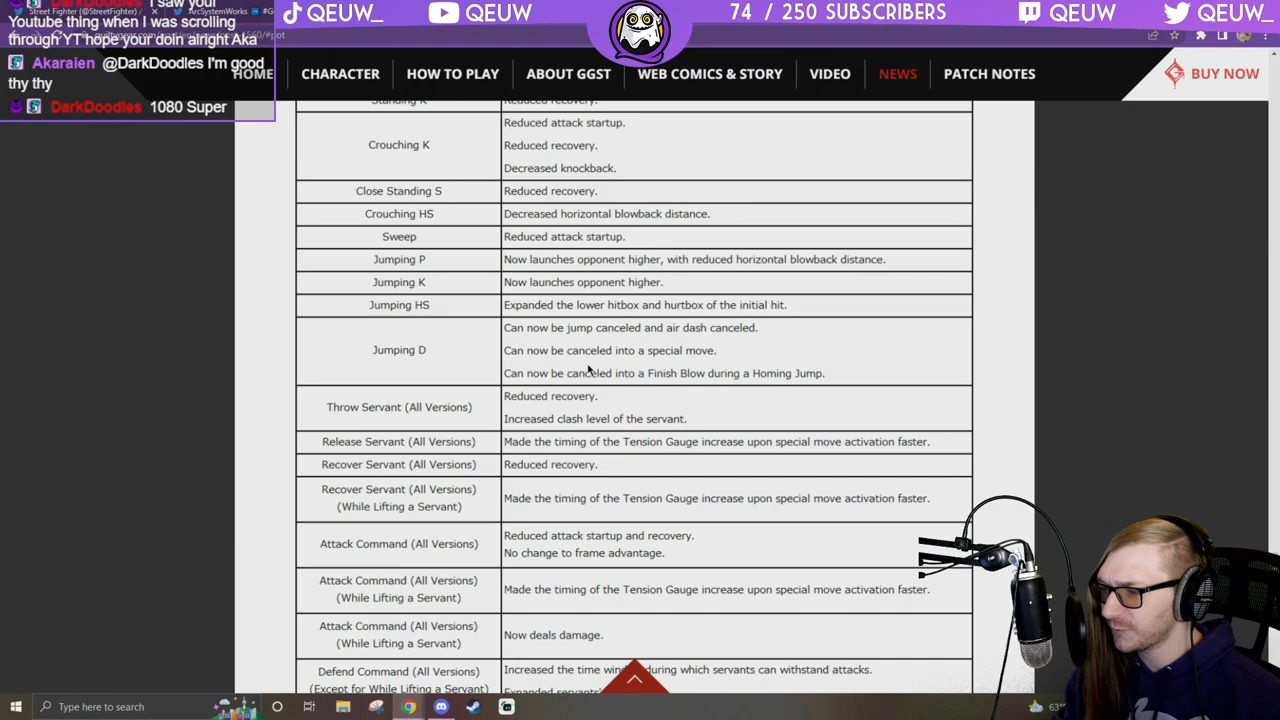 Street Fighter (@StreetFighter) /
ArcSystemWorks
DarkDoodles I saw your
Youtube thing when I was scrolling
through YT hope your doin alright Aka
Akaraien @DarkDoodles I'm good
thy thy
DarkDoodles 1080 Super
QEUW_
QEUW
74 / 250 SUBSCRIBERS
QEUW
QEUW_
HOME
CHARACTER
HOW TO PLAY
ABOUT GGST
WEB COMICS & STORY
VIDEO
NEWS
PATCH NOTES
BUY NOW
Standing K
Reduced recovery.
Crouching K
Reduced attack startup.
Reduced recovery.
Decreased knockback.
Close Standing S
Reduced recovery.
Crouching HS
Decreased horizontal blowback distance.
Sweep
Reduced attack startup.
Jumping P
Now launches opponent higher, with reduced horizontal blowback distance.
Jumping K
Now launches opponent higher.
Jumping HS
Expanded the lower hitbox and hurtbox of the initial hit.
Jumping D
Can now be jump canceled and air dash canceled.
Can now be canceled into a special move.
Can now be canceled into a Finish Blow during a Homing Jump.
Throw Servant (All Versions)
Reduced recovery.
Increased clash level of the servant.
Release Servant (All Versions)
Made the timing of the Tension Gauge increase upon special move activation faster.
Recover Servant (All Versions)
Reduced recovery.
Recover Servant (All Versions)
(While Lifting a Servant)
Made the timing of the Tension Gauge increase upon special move activation faster.
Attack Command (All Versions)
Reduced attack startup and recovery.
No change to frame advantage.
Attack Command (All Versions)
(While Lifting a Servant)
Made the timing of the Tension Gauge increase upon special move activation faster.
Attack Command (All Versions)
(While Lifting a Servant)
Now deals damage.
Defend Command (All Versions)
(Except for While Lifting a Servant)
Increased the time during which servants can withstand attacks.
Expanded servants'
Type here to search
63°